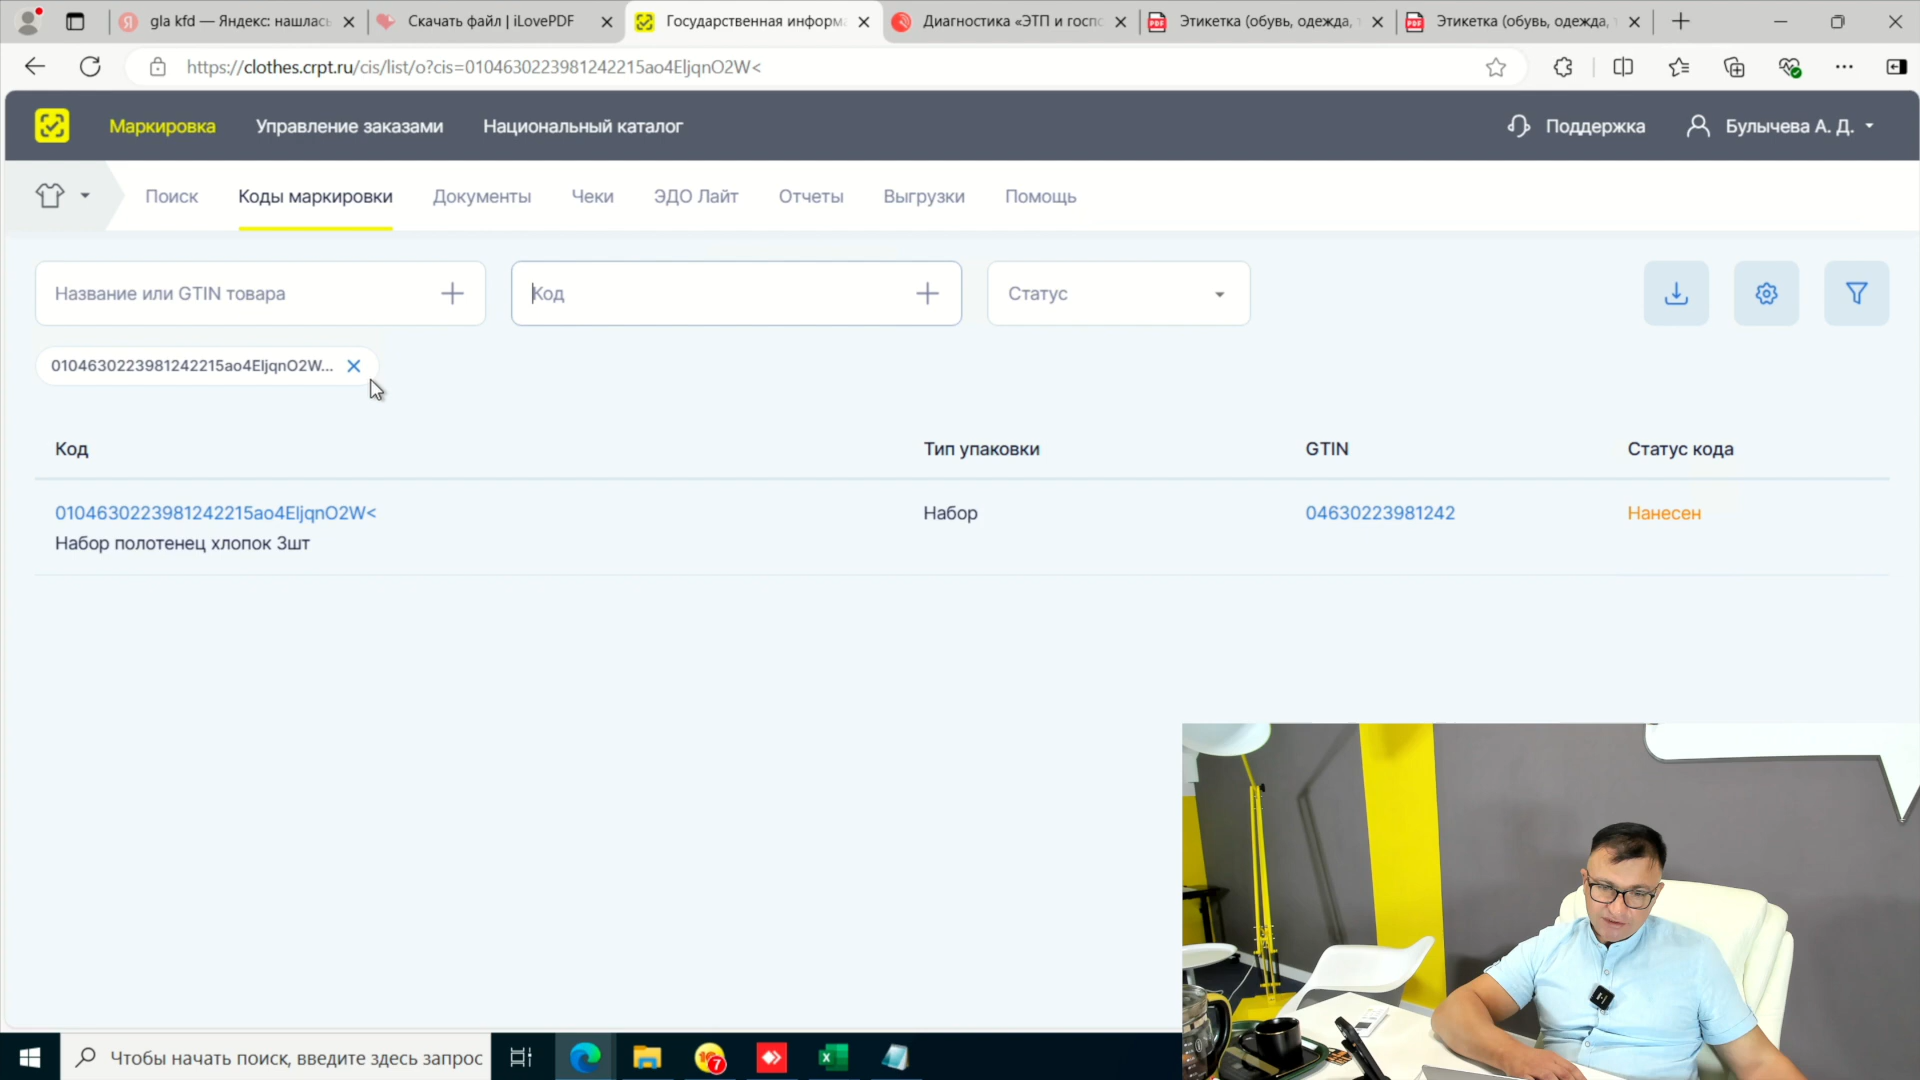 gla kfd — Яндекс: нашлась
Скачать файл | iLovePDF
Государственная информа
Диагностика «ЭТП и госпо
Этикетка (обувь, одежда, т
Этикетка (обувь, одежда, т
https://clothes.crpt.ru/cis/list/o?cis=0104630223981242215ao4EljqnO2W<
Маркировка
Управление заказами
Национальный каталог
Поддержка
Булычева А. Д.
Поиск
Коды маркировки
Документы
Чеки
ЭДО Лайт
Отчеты
Выгрузки
Помощь
Название или GTIN товара
Код
Статус
0104630223981242215ao4EljqnO2W...
Код
Тип упаковки
GTIN
Статус кода
0104630223981242215ao4EljqnO2W<
Набор
04630223981242
Нанесен
Набор полотенец хлопок 3шт
Чтобы начать поиск, введите здесь запрос
7